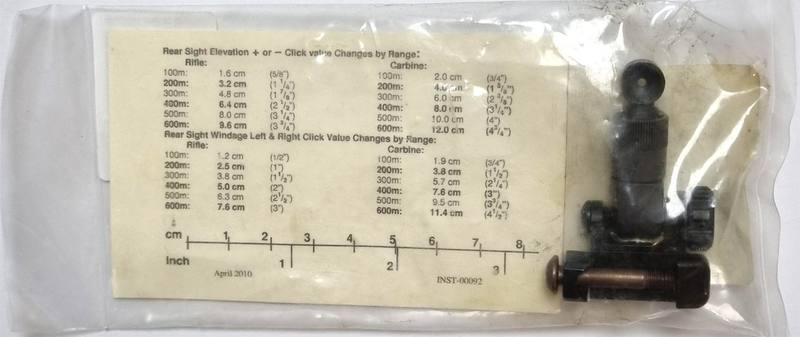 Rear Sight Elevation + or – Click value Changes by Range:
Rifle: Carbine:
100m: 1.6 cm (5/8") 100m: 2.0 cm (3/4")
200m: 3.2 cm (1 1/4") 200m: 4.0 cm
300m: 4.8 cm (1 7/8") 300m: 6.0 cm
400m: 6.4 cm (2 1/2") 400m: 8.0 cm (3 1/4")
500m: 8.0 cm (3 1/4") 500m: 10.0 cm (4")
600m: 9.6 cm (3 3/4") 600m: 12.0 cm (4 3/4")
Rear Sight Windage Left & Right Click Value Changes by Range:
Rifle: Carbine:
100m: 1.2 cm (1/2") 100m: 1.9 cm (3/4")
200m: 2.5 cm (1") 200m: 3.8 cm (1 1/2")
300m: 3.8 cm (1 1/2") 300m: 5.7 cm (2 1/4")
400m: 5.0 cm (2") 400m: 7.6 cm (3")
500m: 6.3 cm (2 1/2") 500m: 9.5 cm (3 3/4")
600m: 7.6 cm (3") 600m: 11.4 cm (4 1/2")
cm 1 2 3 4 5 6 7 8
Inch 1 2 3
April 2010 INST-00092